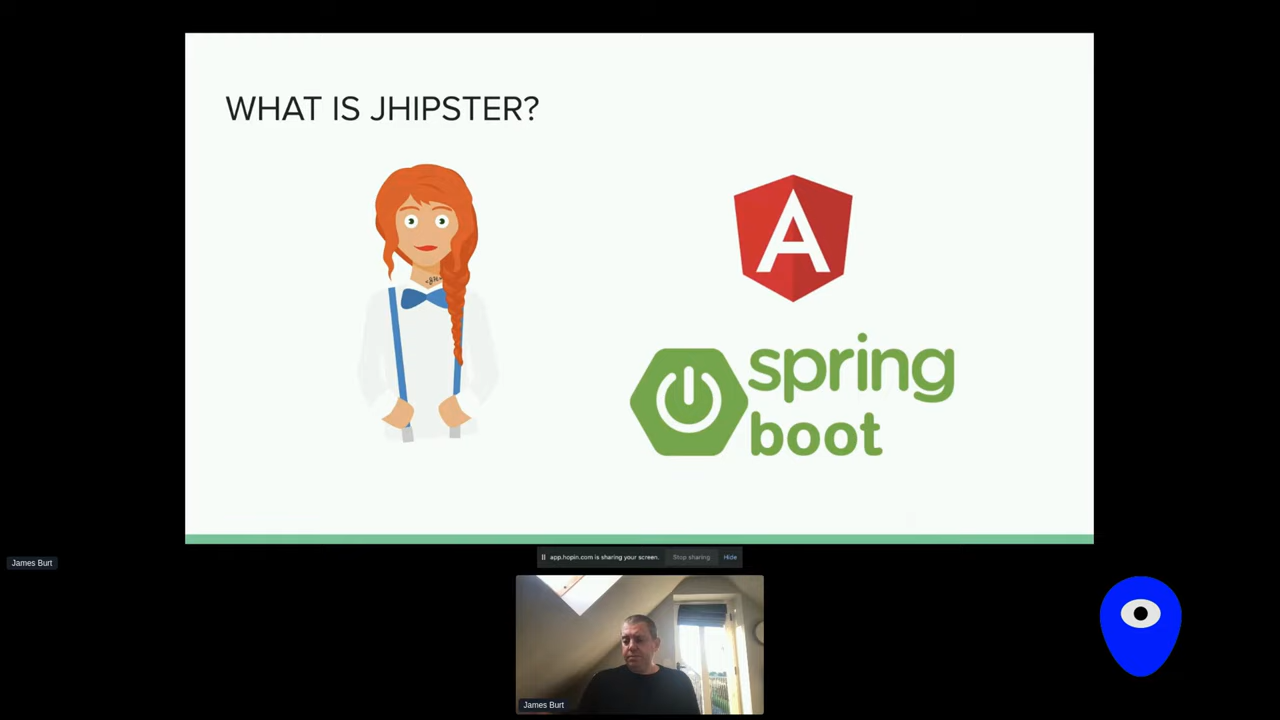 WHAT IS JHIPSTER?
A
spring
boot
James Burt
app.hopin.com is sharing your screen.
Stop sharing
Hide
James Burt